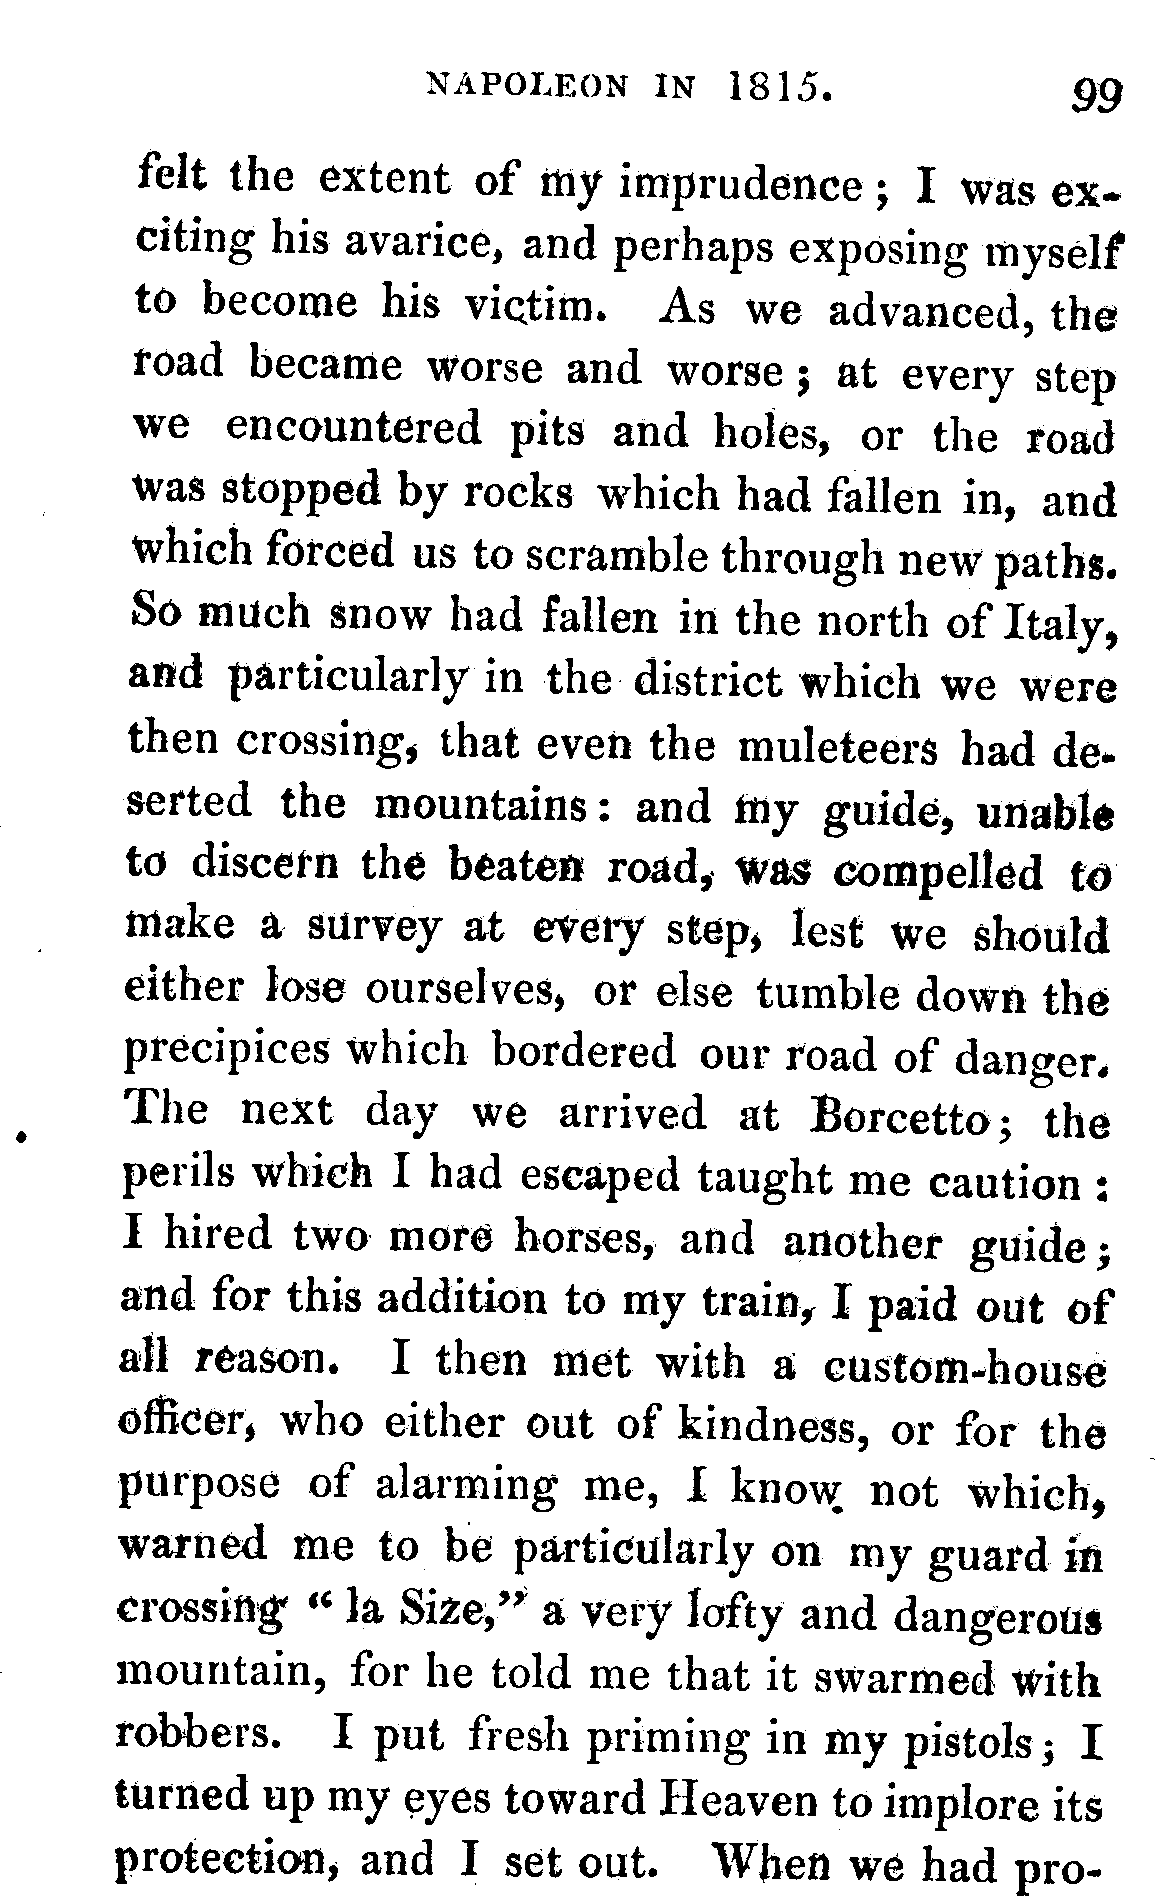 NAPOLEON IN 1815. 99
felt the extent of my imprudence; I was ex-
citing his avarice, and perhaps exposing myself
to become his victim. As we advanced, the
road became worse and worse; at every step
we encountered pits and holes, or the road
was stopped by rocks which had fallen in, and
which forced us to scramble through new paths.
So much snow had fallen in the north of Italy,
and particularly in the district which we were
then crossing, that even the muleteers had de-
serted the mountains: and my guide, unable
to discern the beaten road, was compelled to
make a survey at every step, lest we should
either lose ourselves, or else tumble down the
precipices which bordered our road of danger.
The next day we arrived at Borcetto; the
perils which I had escaped taught me caution:
I hired two more horses, and another guide;
and for this addition to my train, I paid out of
all reason. I then met with a custom-house
officer, who either out of kindness, or for the
purpose of alarming me, I know not which,
warned me to be particularly on my guard in
crossing “ la Size,” a very lofty and dangerous
mountain, for he told me that it swarmed with
robbers. I put fresh priming in my pistols; I
turned up my eyes toward Heaven to implore its
protection, and I set out. When we had pro-